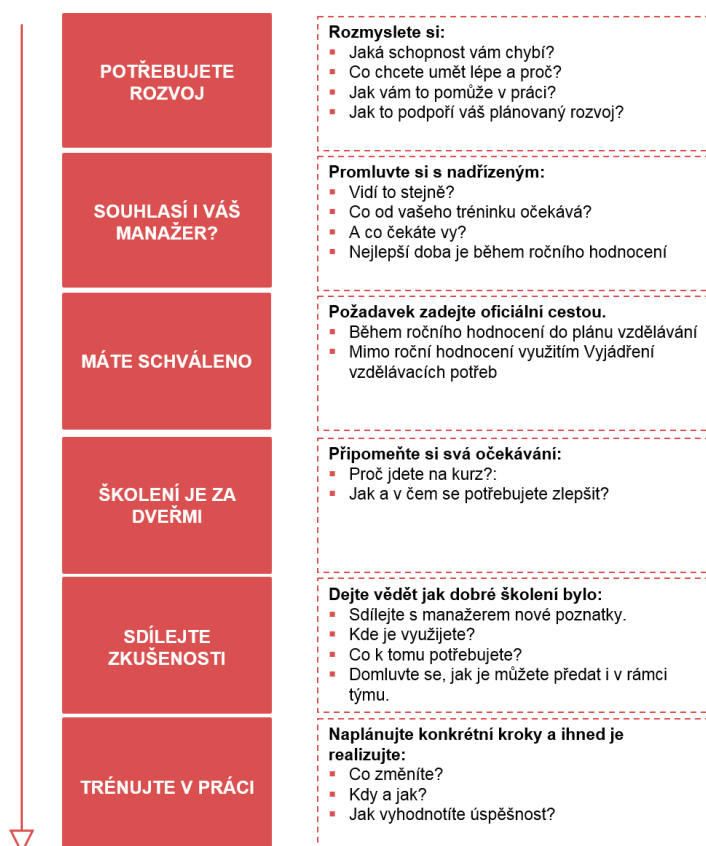 POTŘEBUJETE
ROZVOJ
Rozmyslete si:
▪ Jaká schopnost vám chybí?
▪ Co chcete umět lépe a proč?
▪ Jak vám to pomůže v práci?
▪ Jak to podpoří váš plánovaný rozvoj?
SOUHLASÍ I VÁŠ
MANAŽER?
Promluvte si s nadřízeným:
▪ Vidí to stejně?
▪ Co od vašeho tréninku očekává?
▪ A co čekáte vy?
▪ Nejlepší doba je během ročního hodnocení
MÁTE SCHVÁLENO
Požadavek zadejte oficiální cestou.
▪ Během ročního hodnocení do plánu vzdělávání
▪ Mimo roční hodnocení využitím Vyjádření
vzdělávacích potřeb
ŠKOLENÍ JE ZA
DVEŘMI
Připomeňte si svá očekávání:
▪ Proč jdete na kurz?:
▪ Jak a v čem se potřebujete zlepšit?
SDÍLEJTE
ZKUŠENOSTI
Dejte vědět jak dobré školení bylo:
▪ Sdílejte s manažerem nové poznatky.
▪ Kde je využijete?
▪ Co k tomu potřebujete?
▪ Domluvte se, jak je můžete předat i v rámci
týmu.
TRÉNUJTE V PRÁCI
Naplánujte konkrétní kroky a ihned je
realizujte:
▪ Co změníte?
▪ Kdy a jak?
▪ Jak vyhodnotíte úspěšnost?